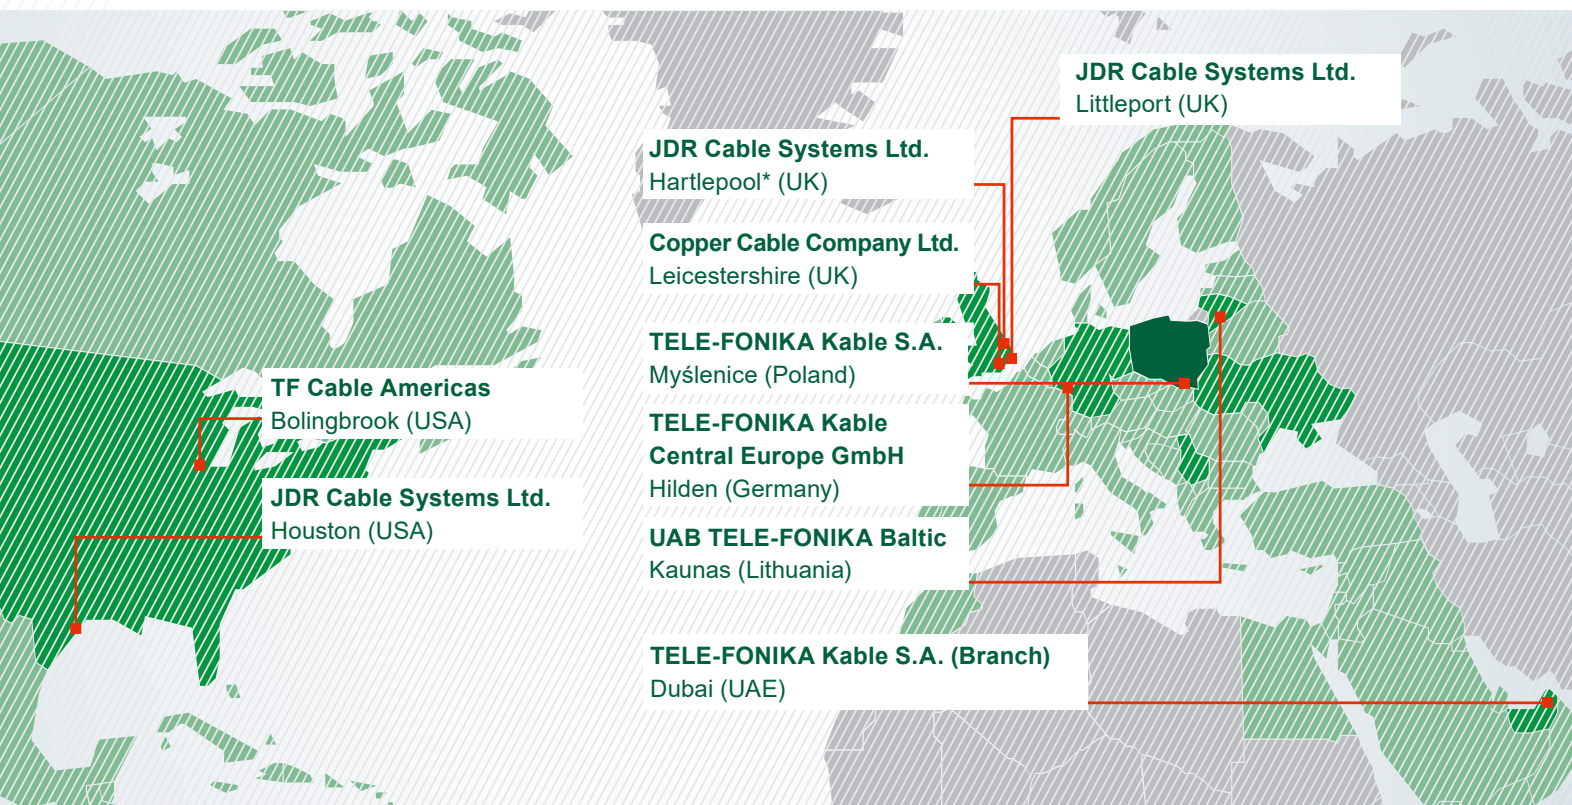 JDR Cable Systems Ltd.
Littleport (UK)
JDR Cable Systems Ltd.
Hartlepool* (UK)
Copper Cable Company Ltd.
Leicestershire (UK)
TELE-FONIKA Kable S.A.
Myślenice (Poland)
TF Cable Americas
Bolingbrook (USA)
TELE-FONIKA Kable
Central Europe GmbH
Hilden (Germany)
JDR Cable Systems Ltd.
Houston (USA)
UAB TELE-FONIKA Baltic
Kaunas (Lithuania)
TELE-FONIKA Kable S.A. (Branch)
Dubai (UAE)